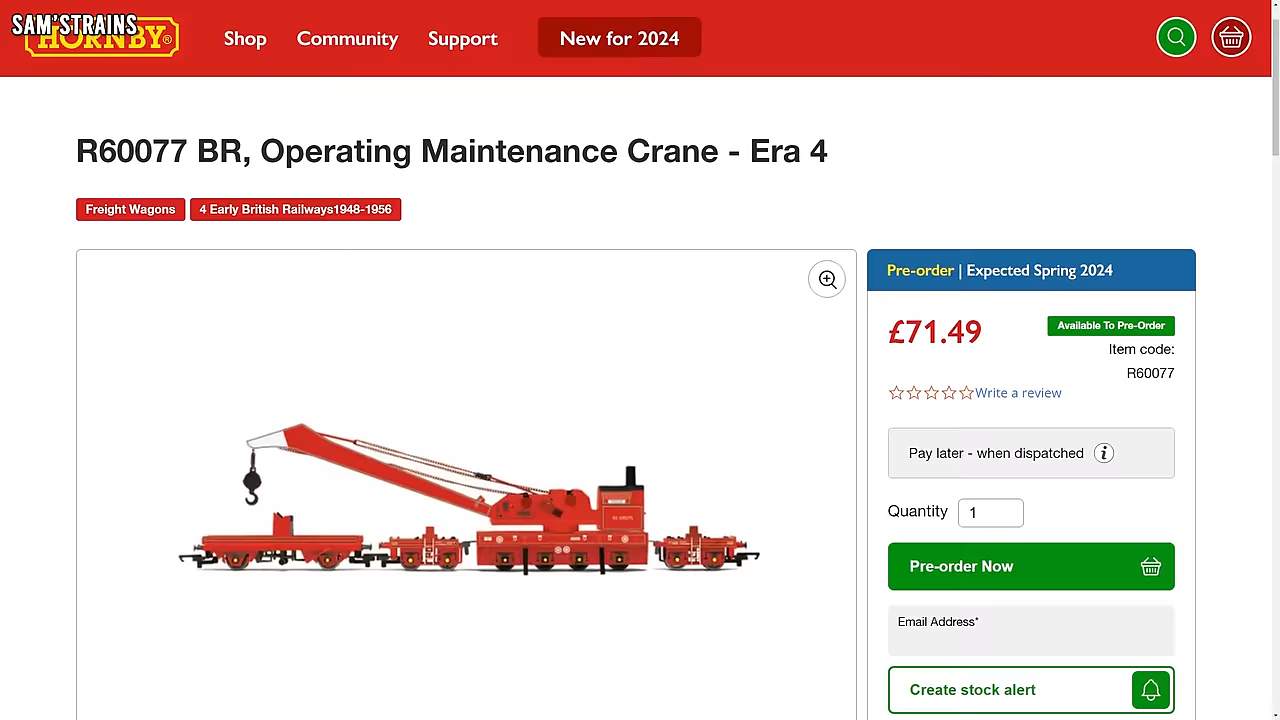 SAM'STRAINS
HORNBY®
Shop
Community
Support
New for 2024
R60077 BR, Operating Maintenance Crane - Era 4
Freight Wagons
4 Early British Railways1948-1956
Pre-order | Expected Spring 2024
£71.49
Available To Pre-Order
Item code:
R60077
Write a review
Pay later - when dispatched
Quantity
1
Pre-order Now
Email Address*
Create stock alert